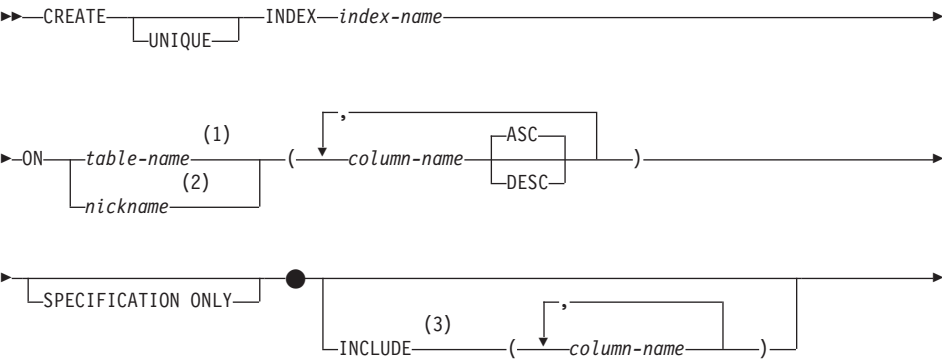 CREATE INDEX index-name
UNIQUE
,
(1)
ON table-name ( column-name ASC )
(2) DESC
nickname
SPECIFICATION ONLY
,
(3)
INCLUDE ( column-name )